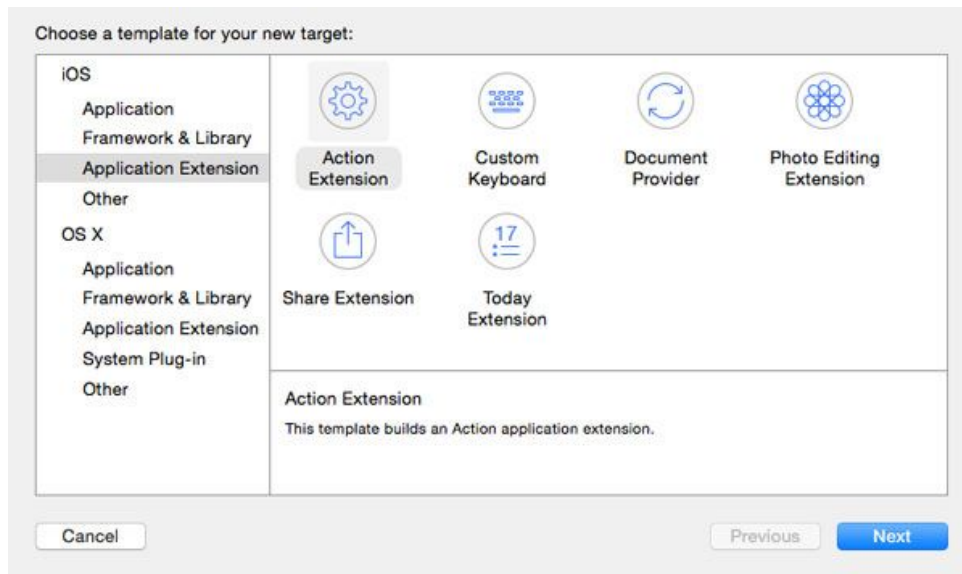 Choose a template for your new target:
iOS
Application
Framework & Library
Application Extension
Other
OS X
Application
Framework & Library
Application Extension
System Plug-in
Other
Action
Extension
Custom
Keyboard
Document
Provider
Photo Editing
Extension
Share Extension
17
Today
Extension
Action Extension
This template builds an Action application extension.
Cancel
Previous
Next